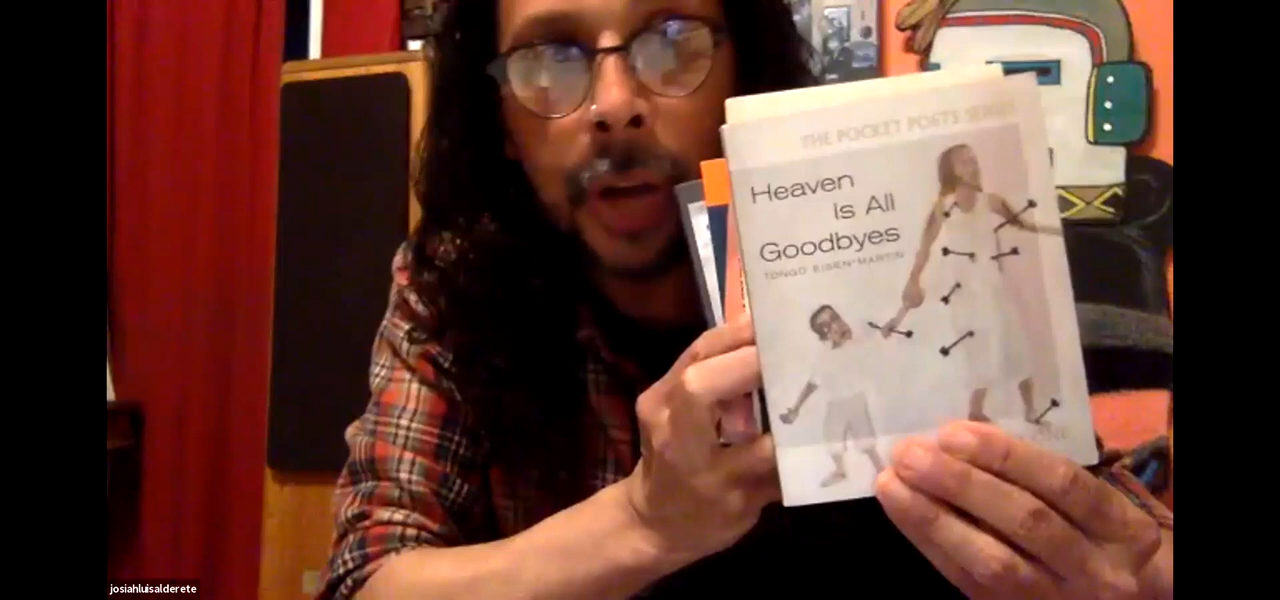 THE POCKET POETS SERIES
Heaven
Is All
Goodbyes
TONGO EISEN-MARTIN
josiahluisalderete